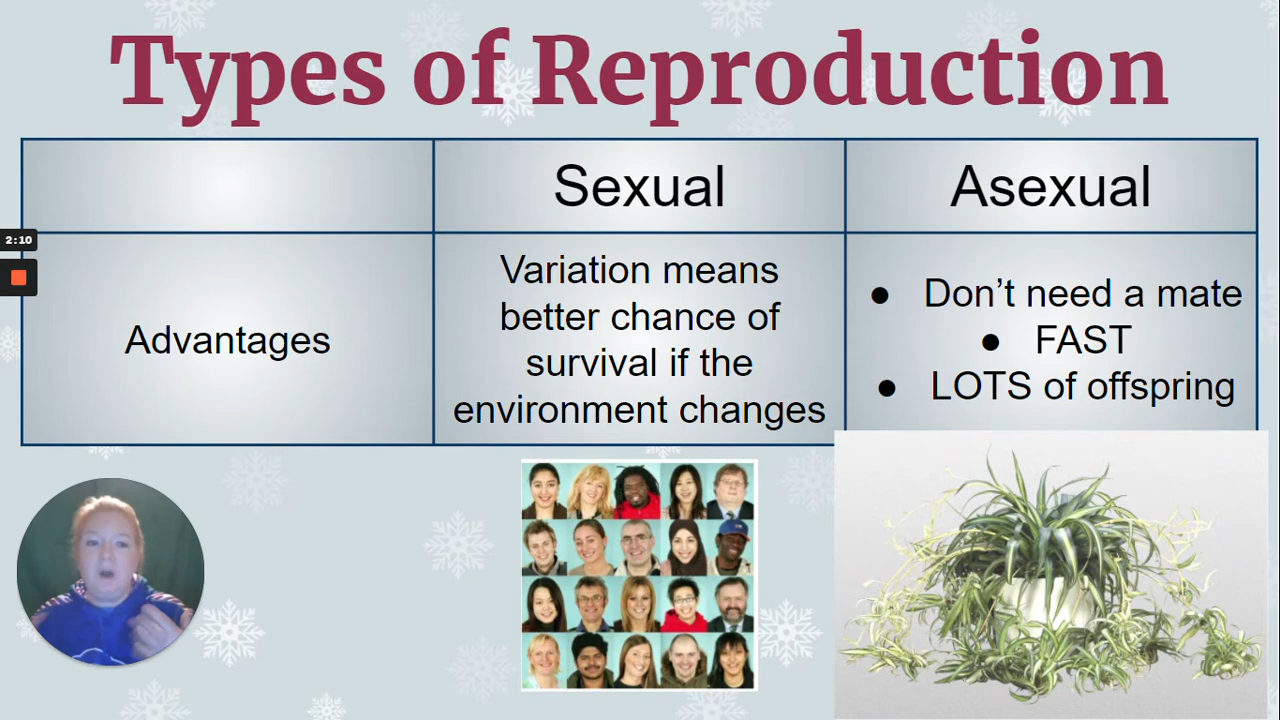 Types of Reproduction
Sexual
Asexual
2:10
Advantages
Variation means
better chance of
survival if the
environment changes
● Don’t need a mate
● FAST
● LOTS of offspring